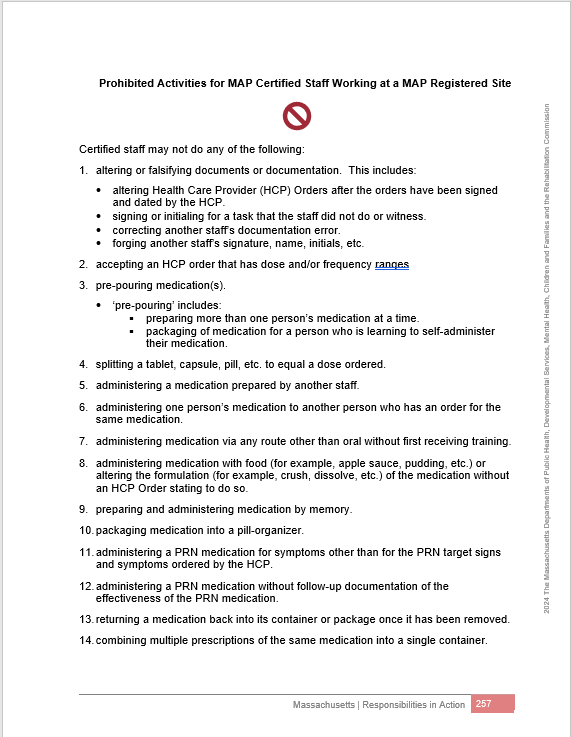 Prohibited Activities for MAP Certified Staff Working at a MAP Registered Site
Certified staff may not do any of the following:
1. altering or falsifying documents or documentation. This includes:
• altering Health Care Provider (HCP) Orders after the orders have been signed
and dated by the HCP.
• signing or initialing for a task that the staff did not do or witness.
• correcting another staff's documentation error.
• forging another staff's signature, name, initials, etc.
2. accepting an HCP order that has dose and/or frequency ranges
3. pre-pouring medication(s).
• 'pre-pouring' includes:
▪ preparing more than one person's medication at a time.
▪ packaging of medication for a person who is learning to self-administer
their medication.
4. splitting a tablet, capsule, pill, etc. to equal a dose ordered.
5. administering a medication prepared by another staff.
6. administering one person's medication to another person who has an order for the
same medication.
7. administering medication via any route other than oral without first receiving training.
8. administering medication with food (for example, apple sauce, pudding, etc.) or
altering the formulation (for example, crush, dissolve, etc.) of the medication without
an HCP Order stating to do so.
9. preparing and administering medication by memory.
10. packaging medication into a pill-organizer.
11. administering a PRN medication for symptoms other than for the PRN target signs
and symptoms ordered by the HCP.
12. administering a PRN medication without follow-up documentation of the
effectiveness of the PRN medication.
13. returning a medication back into its container or package once it has been removed.
14. combining multiple prescriptions of the same medication into a single container.
Massachusetts | Responsibilities in Action 257
2024 The Massachusetts Departments of Public Health, Developmental Services, Mental Health, Children and Families and the Rehabilitation Commission